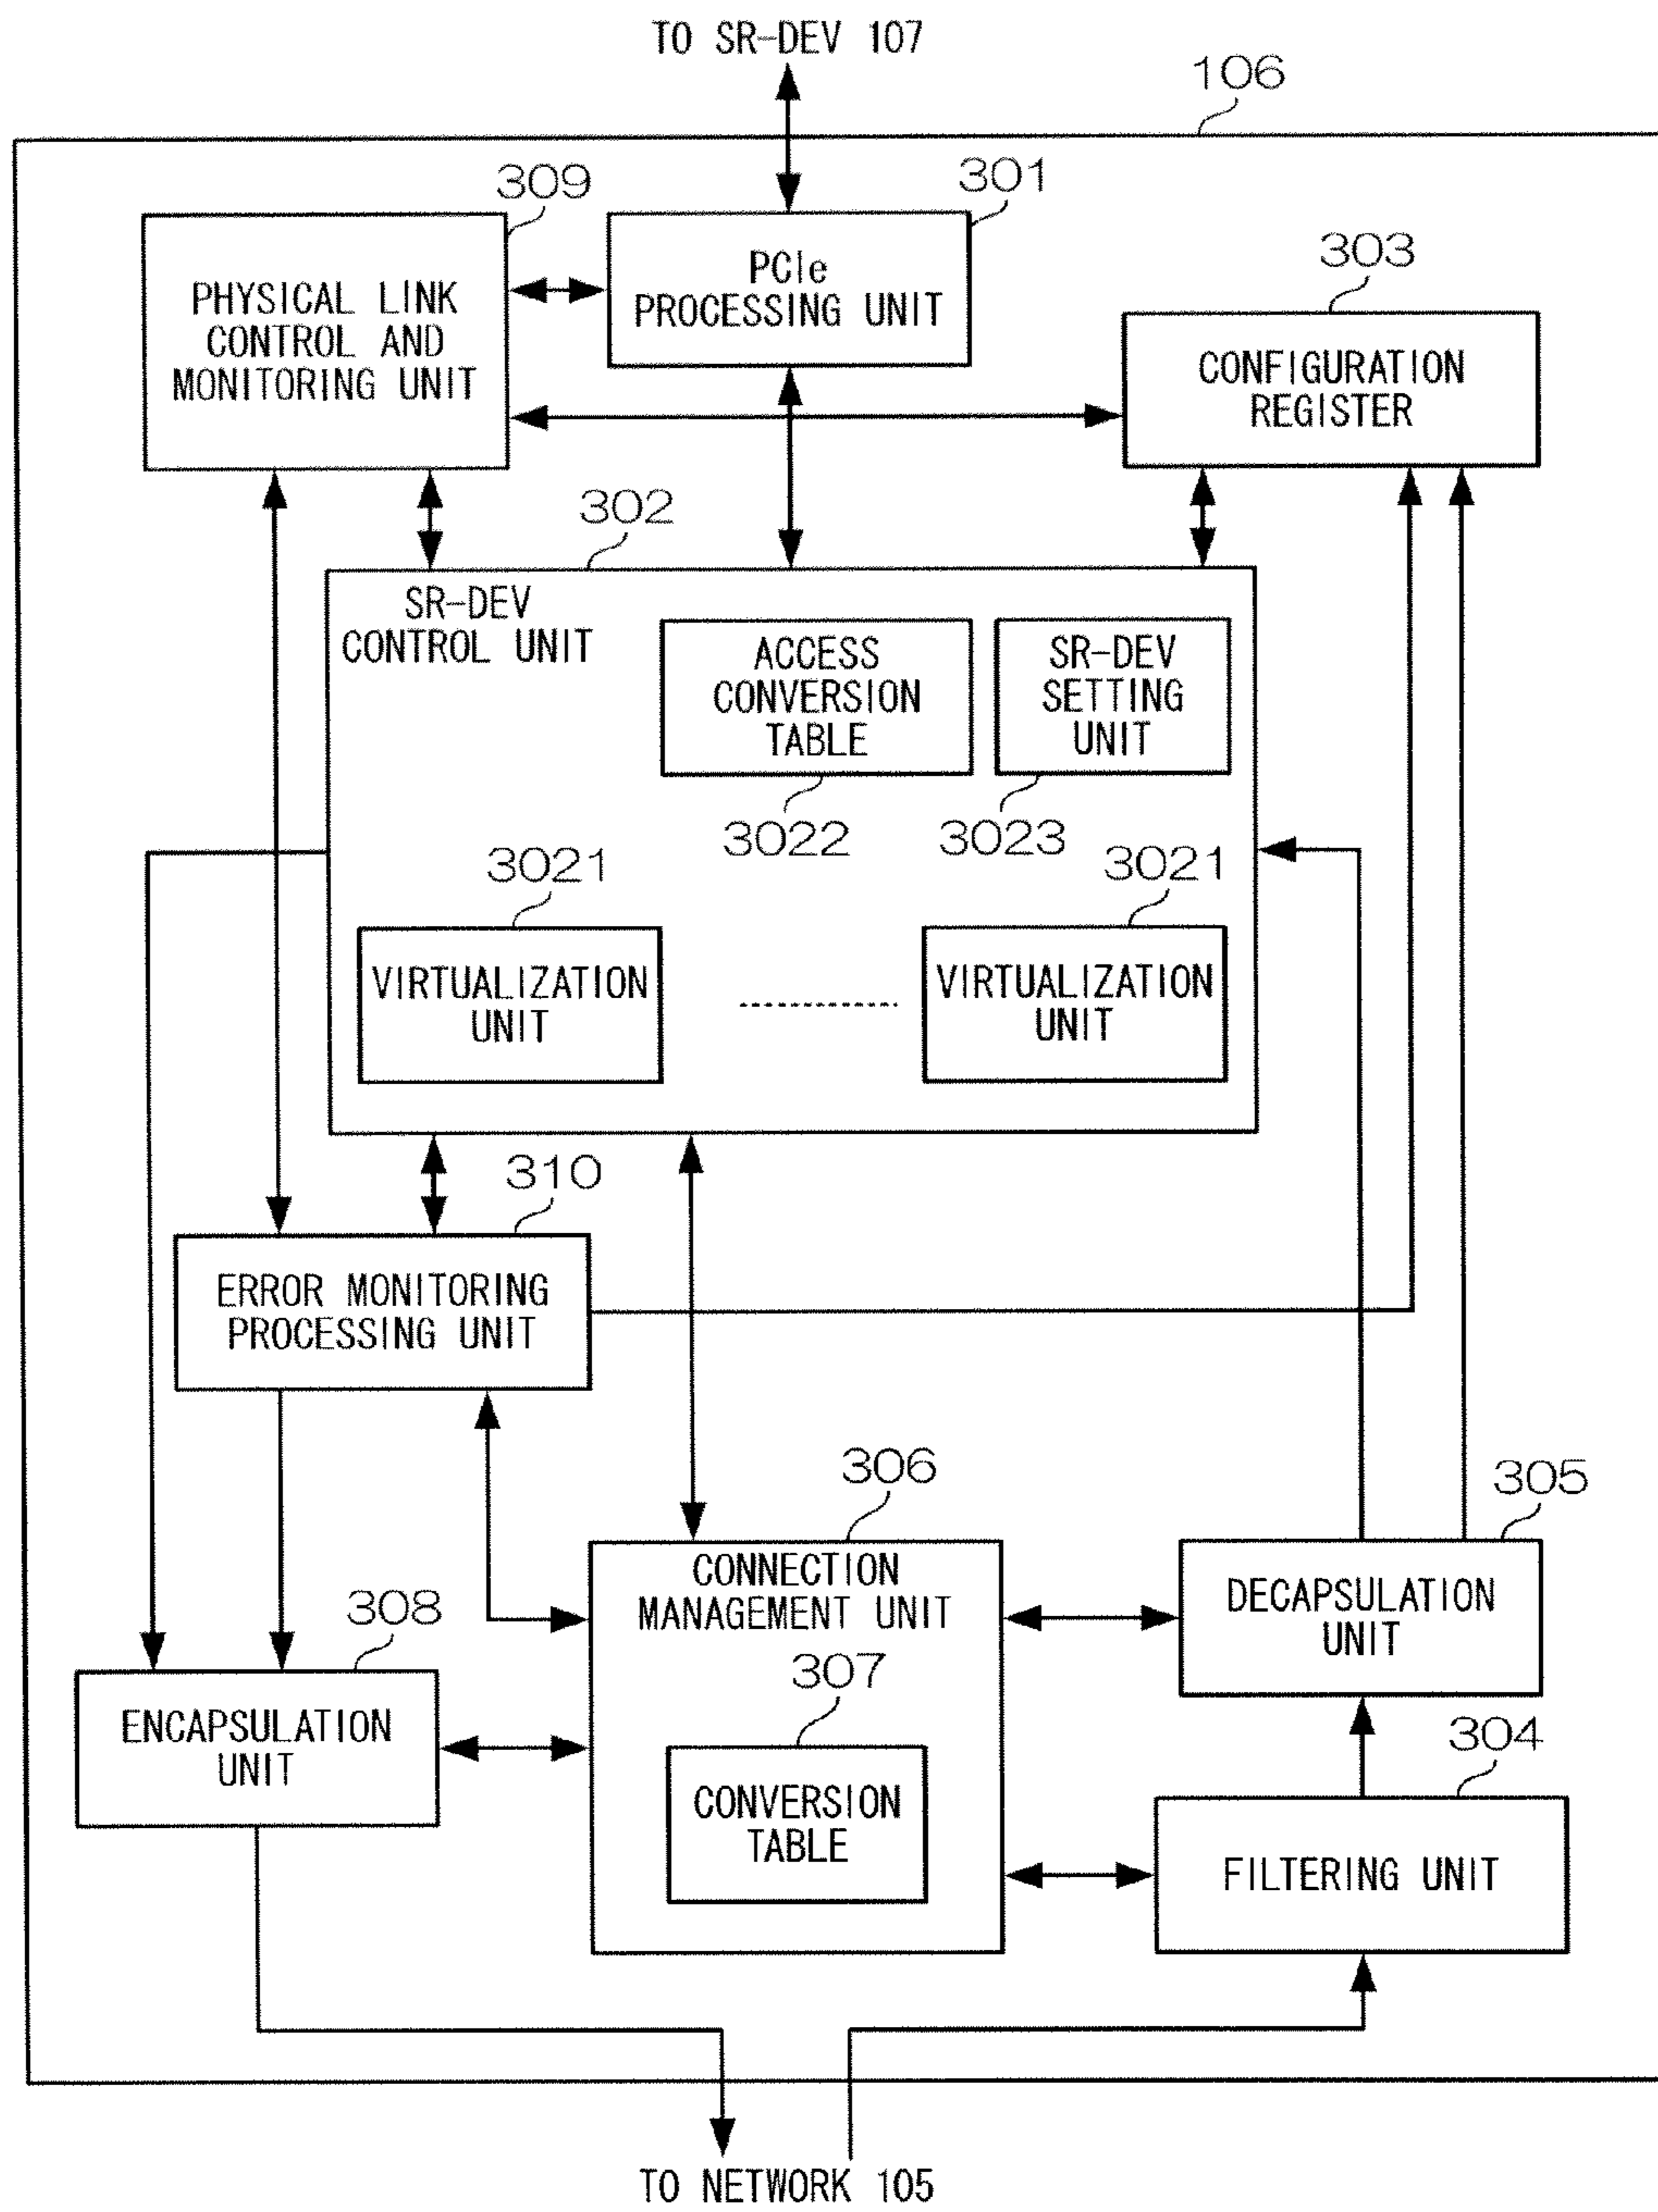 TO SR-DEV 107
106
309
301
PHYSICAL LINK
CONTROL AND
MONITORING UNIT
PCIe
PROCESSING UNIT
303
CONFIGURATION
REGISTER
302
SR-DEV
CONTROL UNIT
ACCESS
CONVERSION
TABLE
SR-DEV
SETTING
UNIT
3022
3023
3021
3021
VIRTUALIZATION
UNIT
VIRTUALIZATION
UNIT
310
ERROR MONITORING
PROCESSING UNIT
306
305
CONNECTION
MANAGEMENT UNIT
DECAPSULATION
UNIT
308
307
304
ENCAPSULATION
UNIT
CONVERSION
TABLE
FILTERING UNIT
TO NETWORK 105